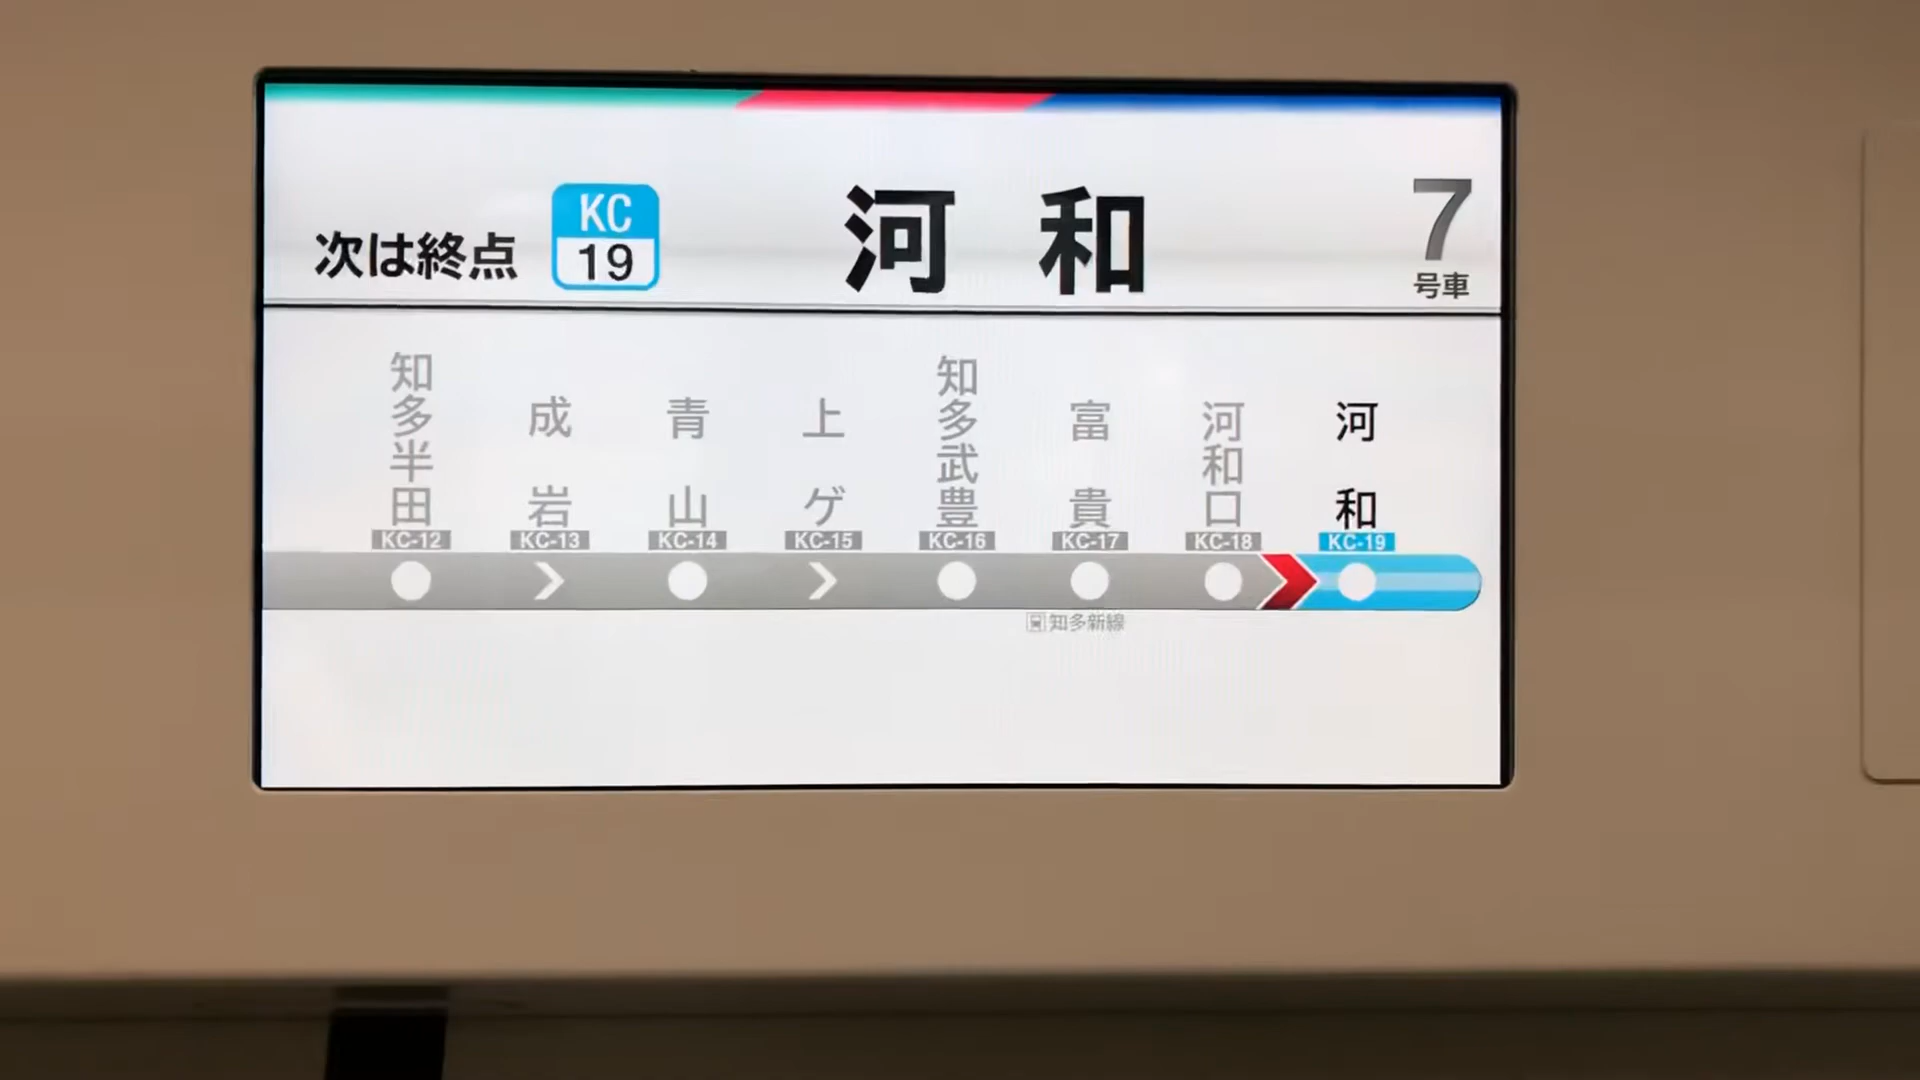 次は終点
KC
19
河和
7
号車
知多半田
成岩
青山
上ゲ
知多武豊
富貴
河和口
河和
KC-12
KC-13
KC-14
KC-15
KC-16
KC-17
KC-18
KC-19
知多新線